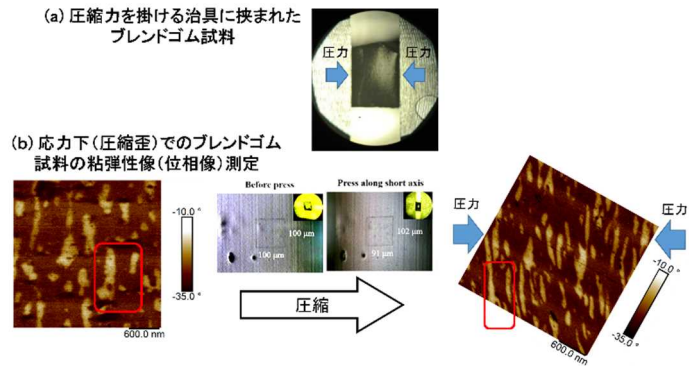 (a) 圧縮力を掛ける治具に挟まれた
ブレンドゴム試料
圧力
圧力
(b) 応力下(圧縮歪)でのブレンドゴム
試料の粘弾性像(位相像)測定
-10.0 °
-35.0 °
600.0 nm
Before press
100 μm
100 μm
Press along short axis
102 μm
91 μm
圧縮
圧力
圧力
-10.0 °
-35.0 °
600.0 nm